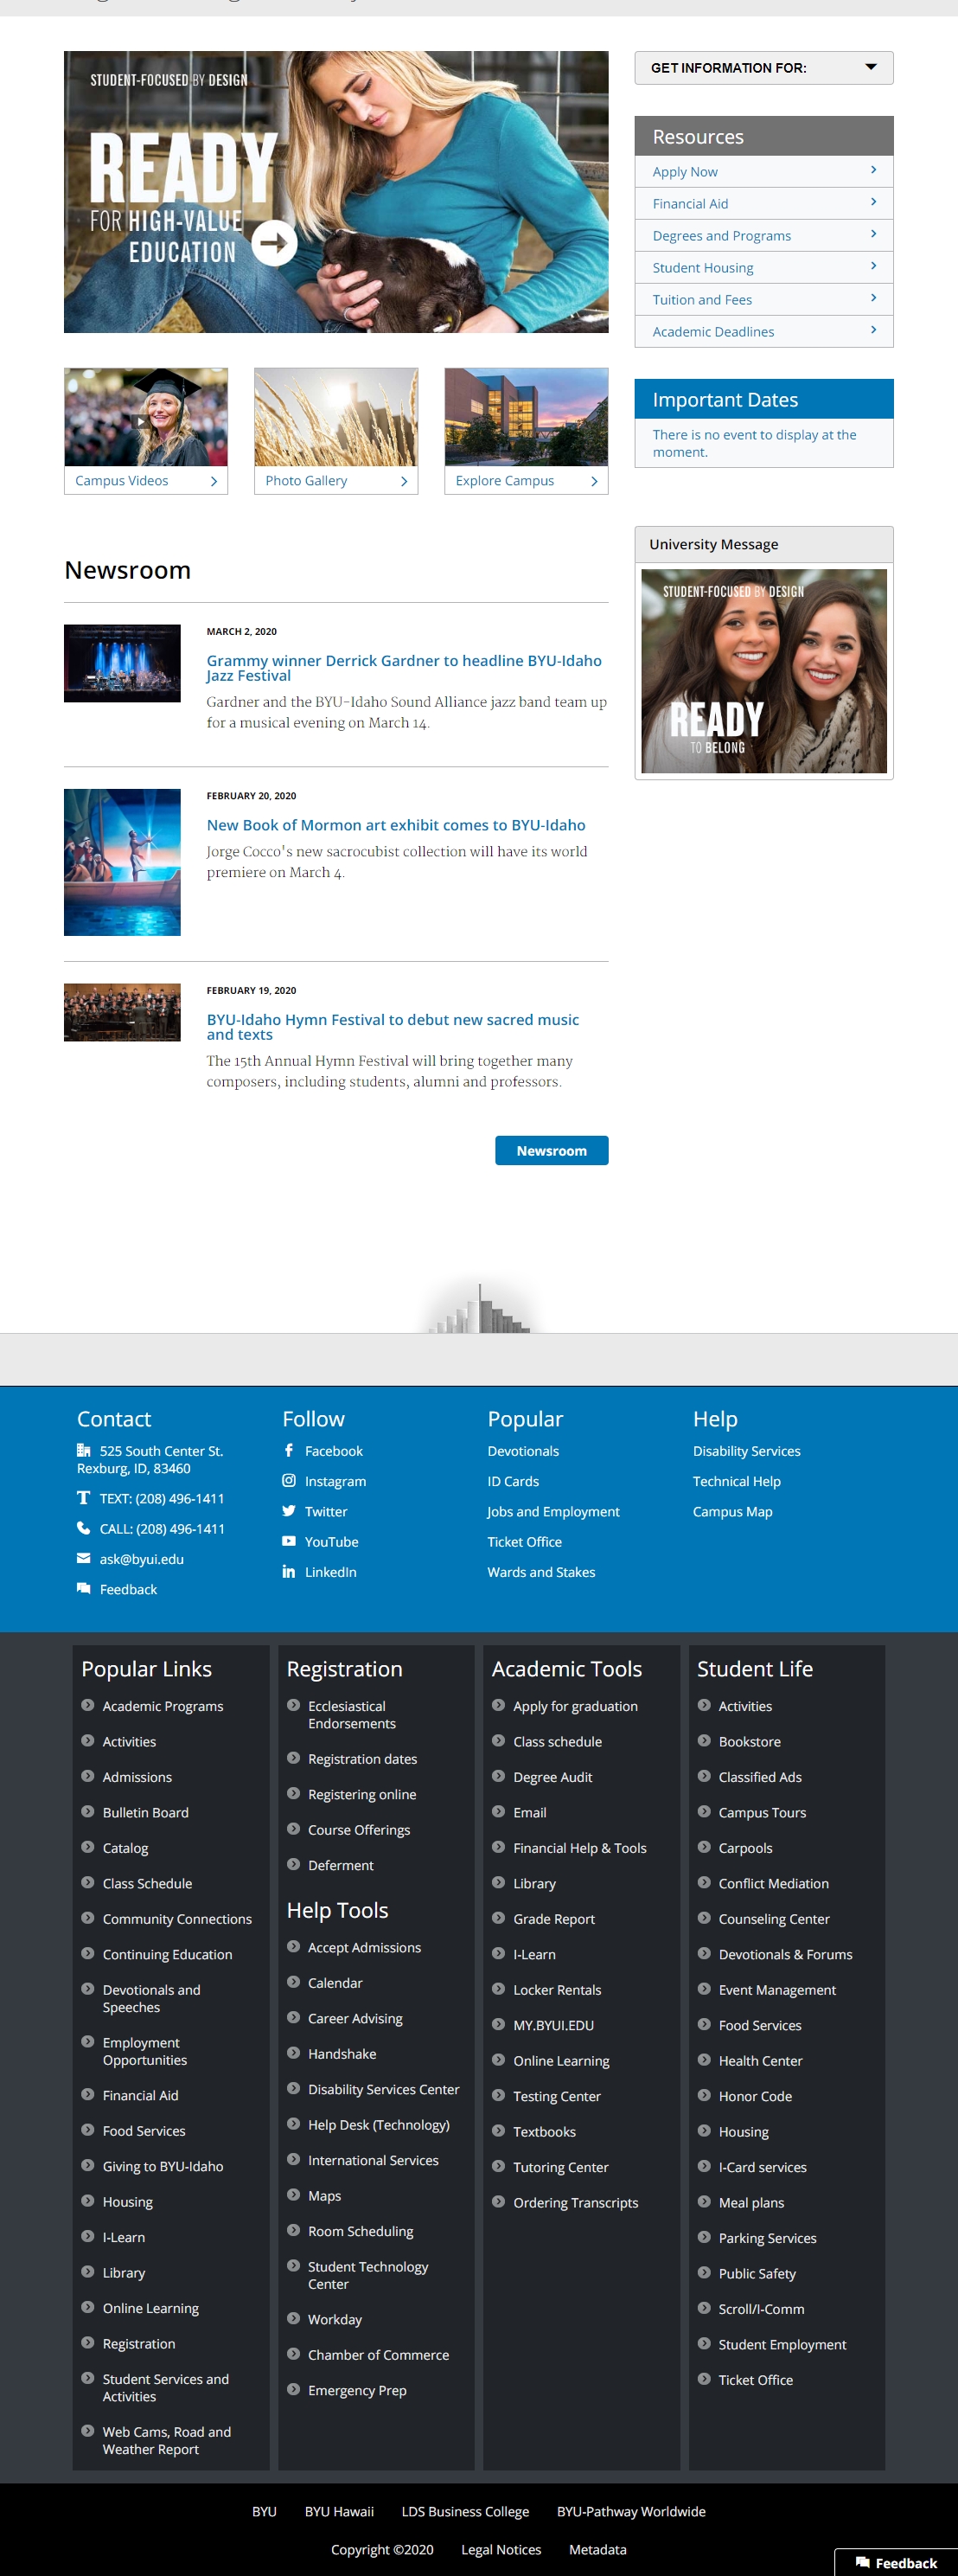 STUDENT-FOCUSED BY DESIGN
READY
FOR HIGH-VALUE
EDUCATION
Campus Videos
Photo Gallery
Explore Campus
Newsroom
MARCH 2, 2020
Grammy winner Derrick Gardner to headline BYU-Idaho
Jazz Festival
Gardner and the BYU-Idaho Sound Alliance jazz band team up
for a musical evening on March 14.
FEBRUARY 20, 2020
New Book of Mormon art exhibit comes to BYU-Idaho
Jorge Cocco's new sacrocubist collection will have its world
premiere on March 4.
FEBRUARY 19, 2020
BYU-Idaho Hymn Festival to debut new sacred music
and texts
The 15th Annual Hymn Festival will bring together many
composers, including students, alumni and professors.
Newsroom
GET INFORMATION FOR:
Resources
Apply Now
Financial Aid
Degrees and Programs
Student Housing
Tuition and Fees
Academic Deadlines
Important Dates
There is no event to display at the
moment.
University Message
STUDENT-FOCUSED BY DESIGN
READY
TO BELONG
Contact
525 South Center St.
Rexburg, ID, 83460
TEXT: (208) 496-1411
CALL: (208) 496-1411
ask@byui.edu
Feedback
Follow
Facebook
Instagram
Twitter
YouTube
LinkedIn
Popular
Devotionals
ID Cards
Jobs and Employment
Ticket Office
Wards and Stakes
Help
Disability Services
Technical Help
Campus Map
Popular Links
Academic Programs
Activities
Admissions
Bulletin Board
Catalog
Class Schedule
Community Connections
Continuing Education
Devotionals and
Speeches
Employment
Opportunities
Financial Aid
Food Services
Giving to BYU-Idaho
Housing
I-Learn
Library
Online Learning
Registration
Student Services and
Activities
Web Cams, Road and
Weather Report
Registration
Ecclesiastical
Endorsements
Registration dates
Registering online
Course Offerings
Deferment
Help Tools
Accept Admissions
Calendar
Career Advising
Handshake
Disability Services Center
Help Desk (Technology)
International Services
Maps
Room Scheduling
Student Technology
Center
Workday
Chamber of Commerce
Emergency Prep
Academic Tools
Apply for graduation
Class schedule
Degree Audit
Email
Financial Help & Tools
Library
Grade Report
I-Learn
Locker Rentals
MY.BYUI.EDU
Online Learning
Testing Center
Textbooks
Tutoring Center
Ordering Transcripts
Student Life
Activities
Bookstore
Classified Ads
Campus Tours
Carpools
Conflict Mediation
Counseling Center
Devotionals & Forums
Event Management
Food Services
Health Center
Honor Code
Housing
I-Card services
Meal plans
Parking Services
Public Safety
Scroll/I-Comm
Student Employment
Ticket Office
BYU BYU Hawaii LDS Business College BYU-Pathway Worldwide
Copyright ©2020 Legal Notices Metadata
Feedback